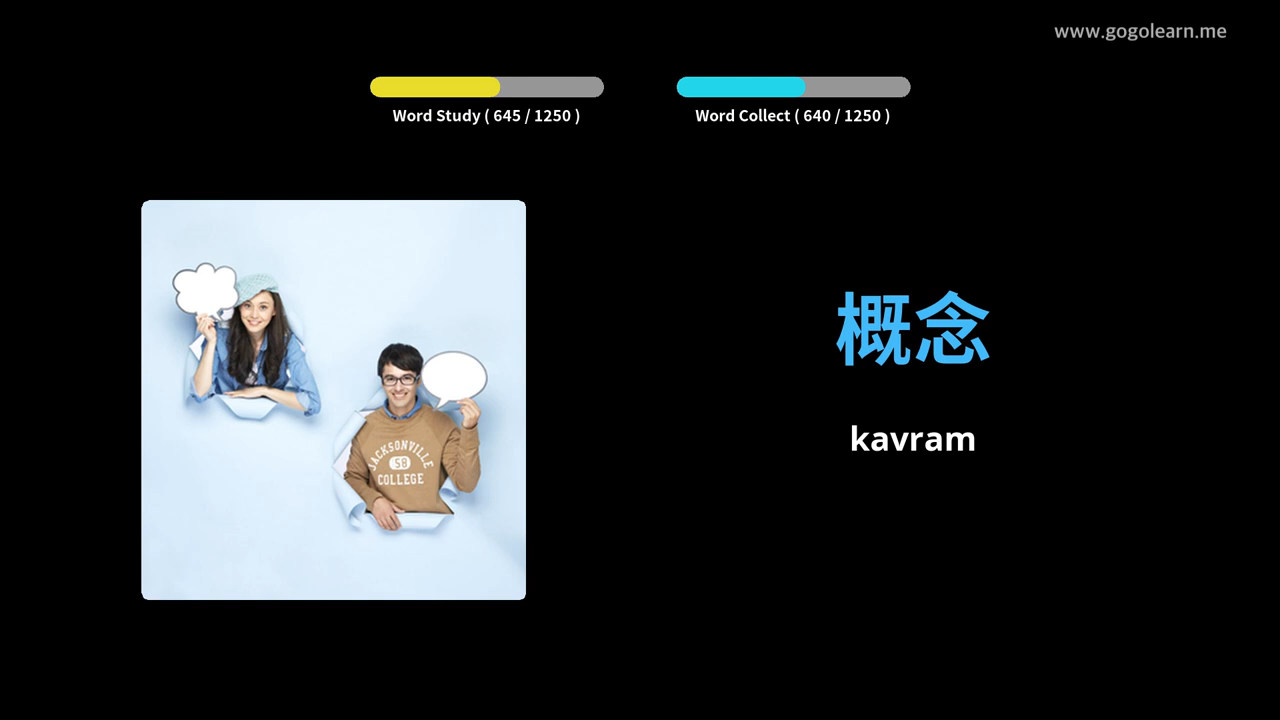 www.gogolearn.me
Word Study ( 645 / 1250 )
Word Collect ( 640 / 1250 )
概念
kavram
JACKSONVILLE
58
COLLEGE